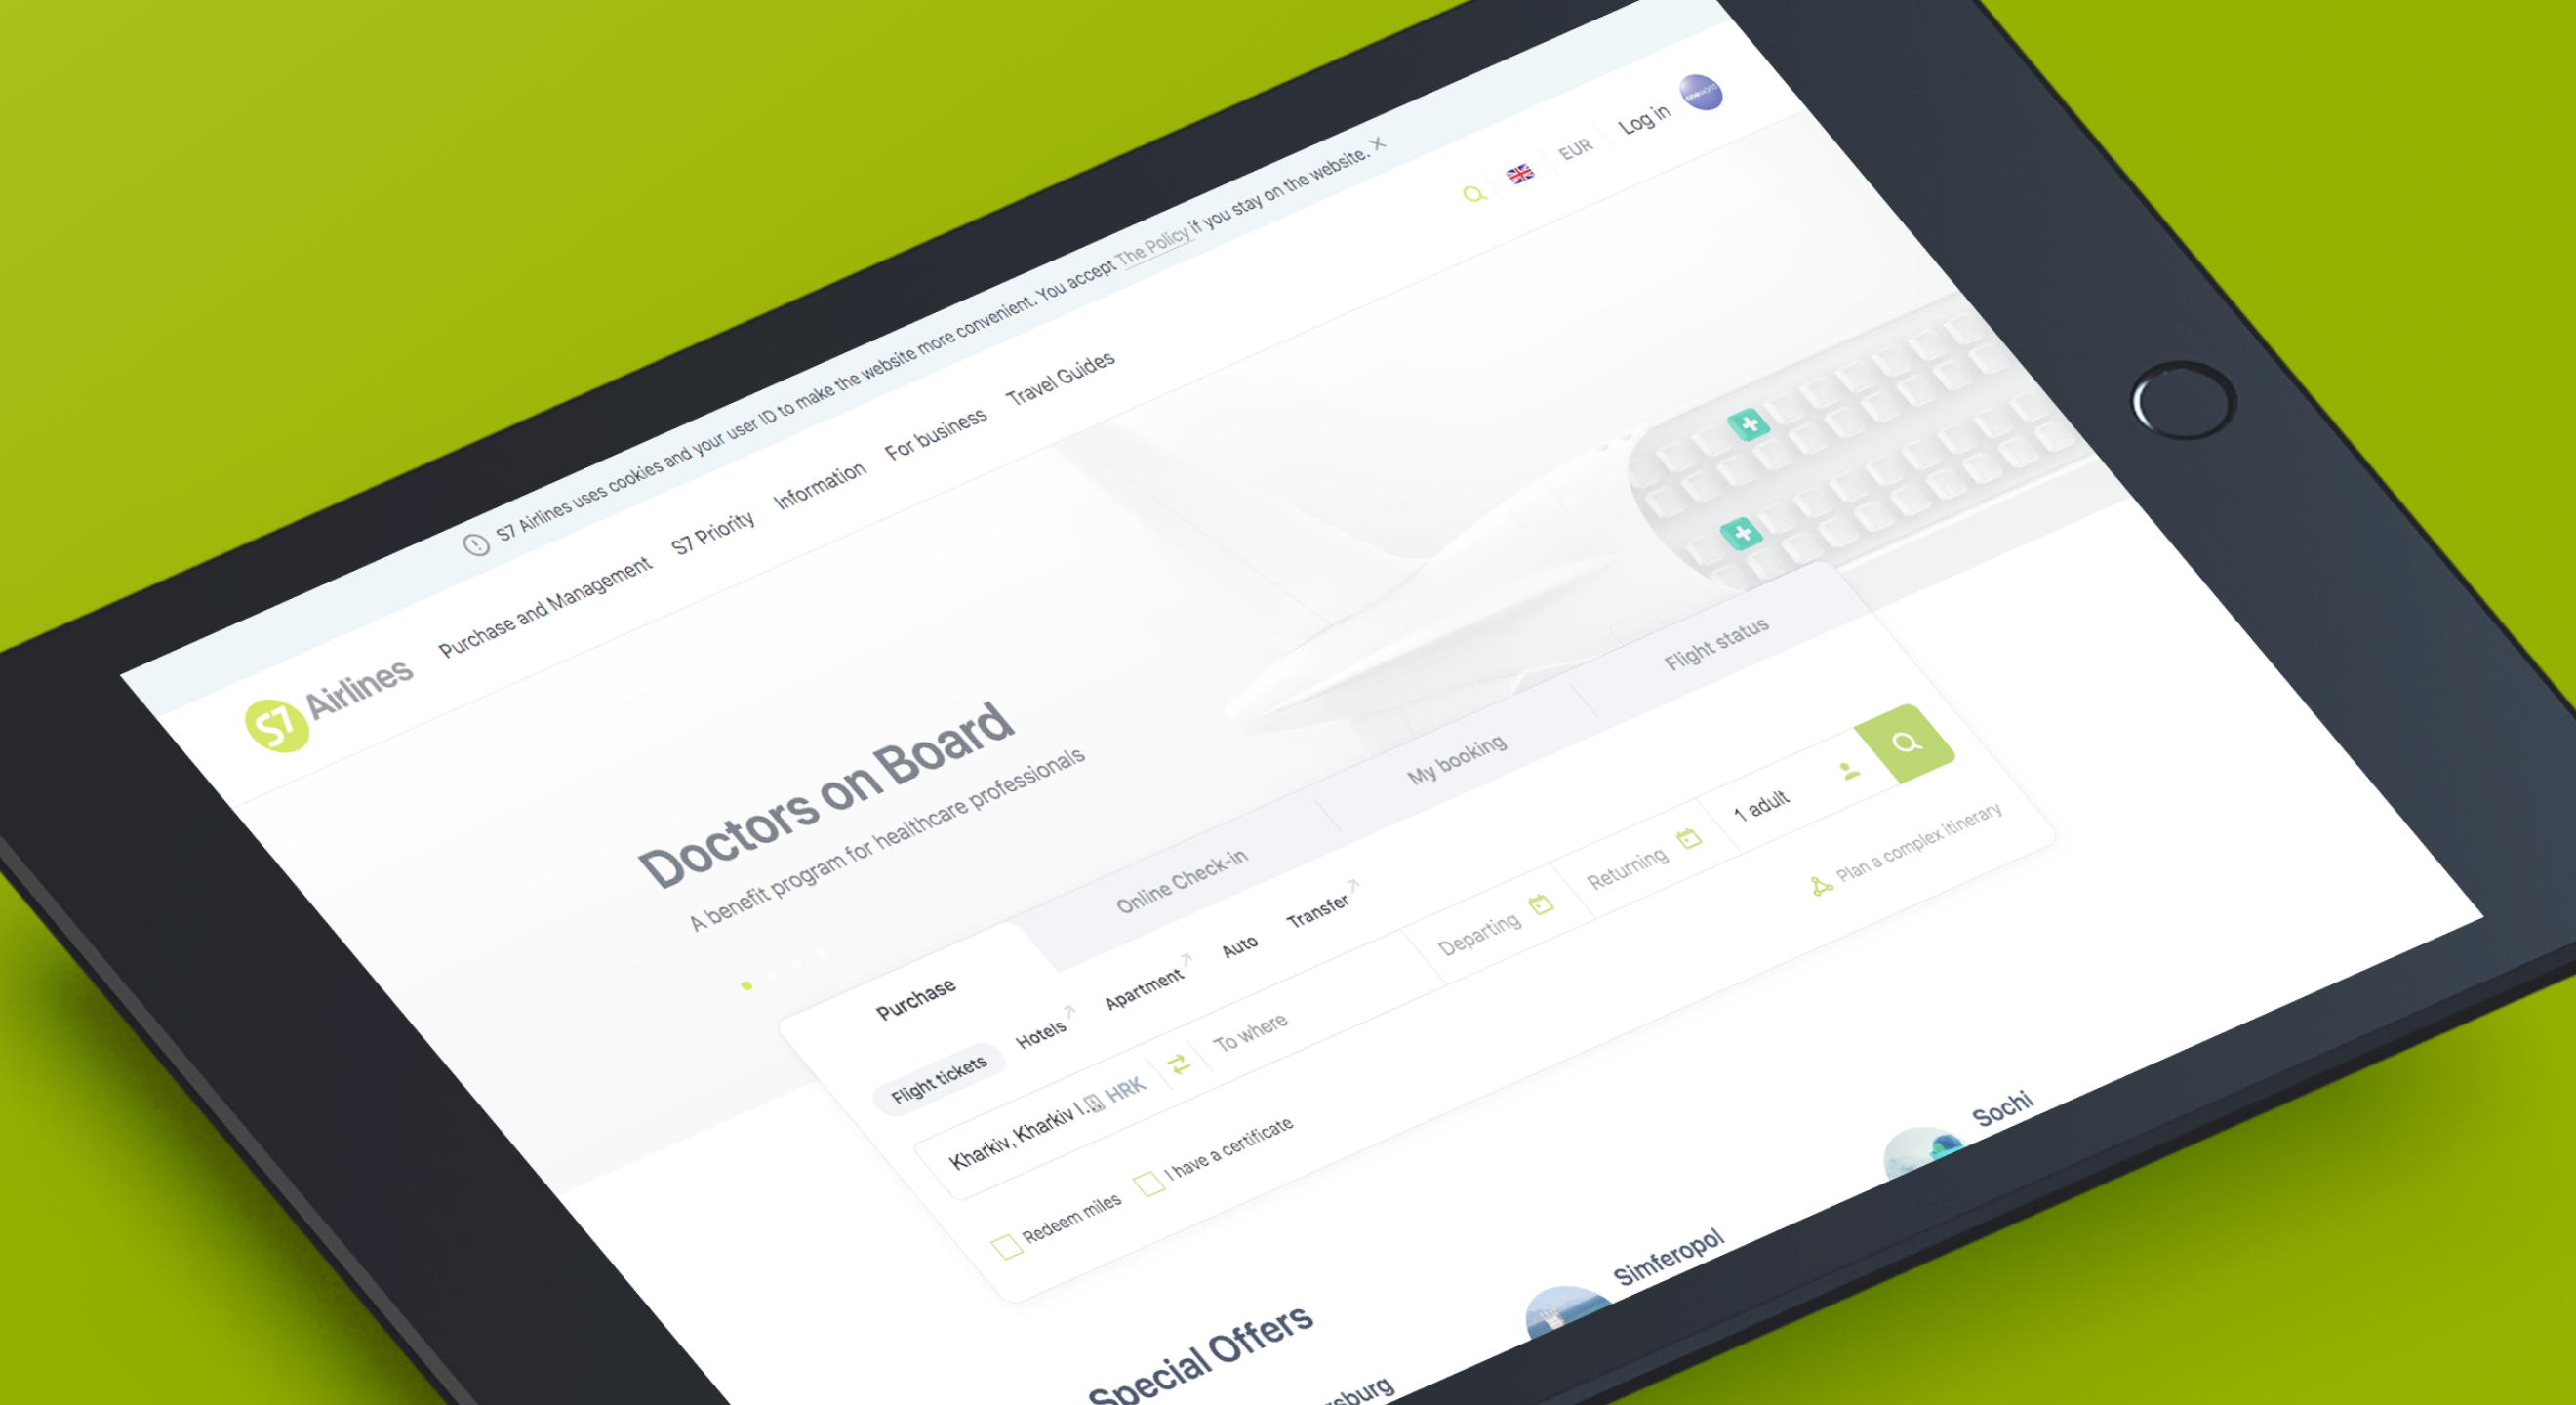 S7 Airlines uses cookies and your user ID to make the website more convenient. You accept The Policy if you stay on the website.
S7 Airlines
Purchase and Management
S7 Priority
Information
For business
Travel Guides
EUR
Log in
oneworld
Doctors on Board
A benefit program for healthcare professionals
Purchase
Online Check-in
My booking
Flight status
Flight tickets
Hotels
Apartment
Auto
Transfer
Kharkiv, Kharkiv I... HRK
To where
Departing
Returning
1 adult
Redeem miles
I have a certificate
Plan a complex itinerary
Special Offers
Simferopol
Sochi